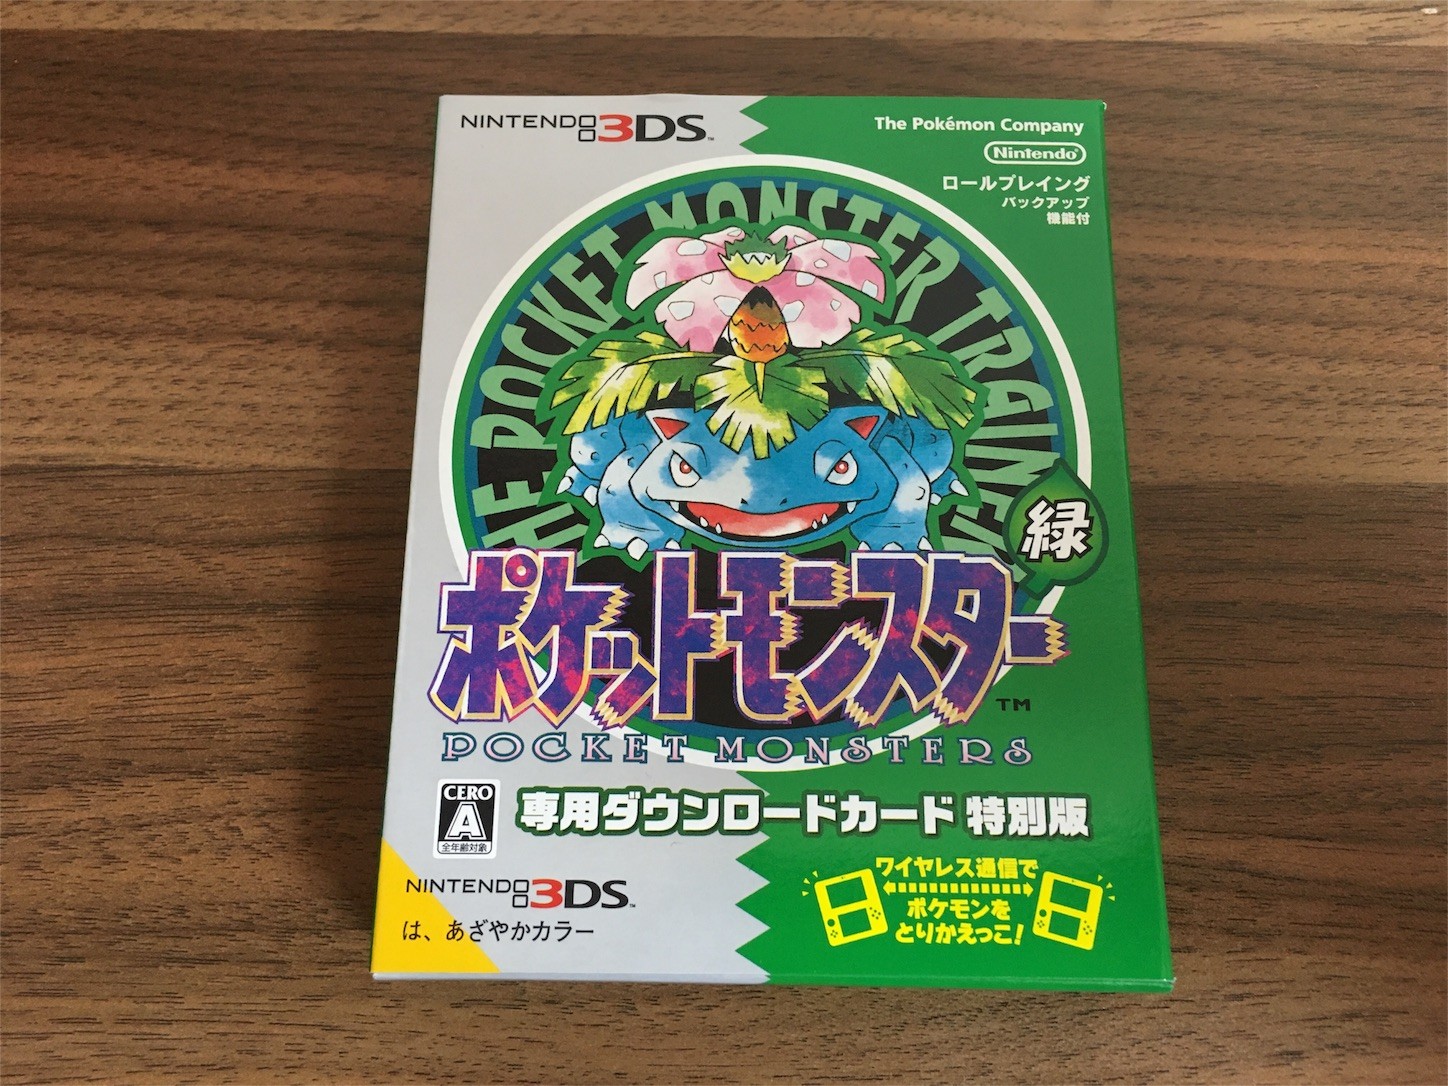 NINTENDO 3DS™
The Pokémon Company
Nintendo®
ロールプレイング
バックアップ
機能付
THE POCKET MONSTER TRAINER
緑
ポケットモンスター
TM
POCKET MONSTERS
CERO
A
全年齢対象
専用ダウンロードカード 特別版
NINTENDO 3DS™
は、あざやかカラー
ワイヤレス通信で
ポケモンを
とりかえっこ!